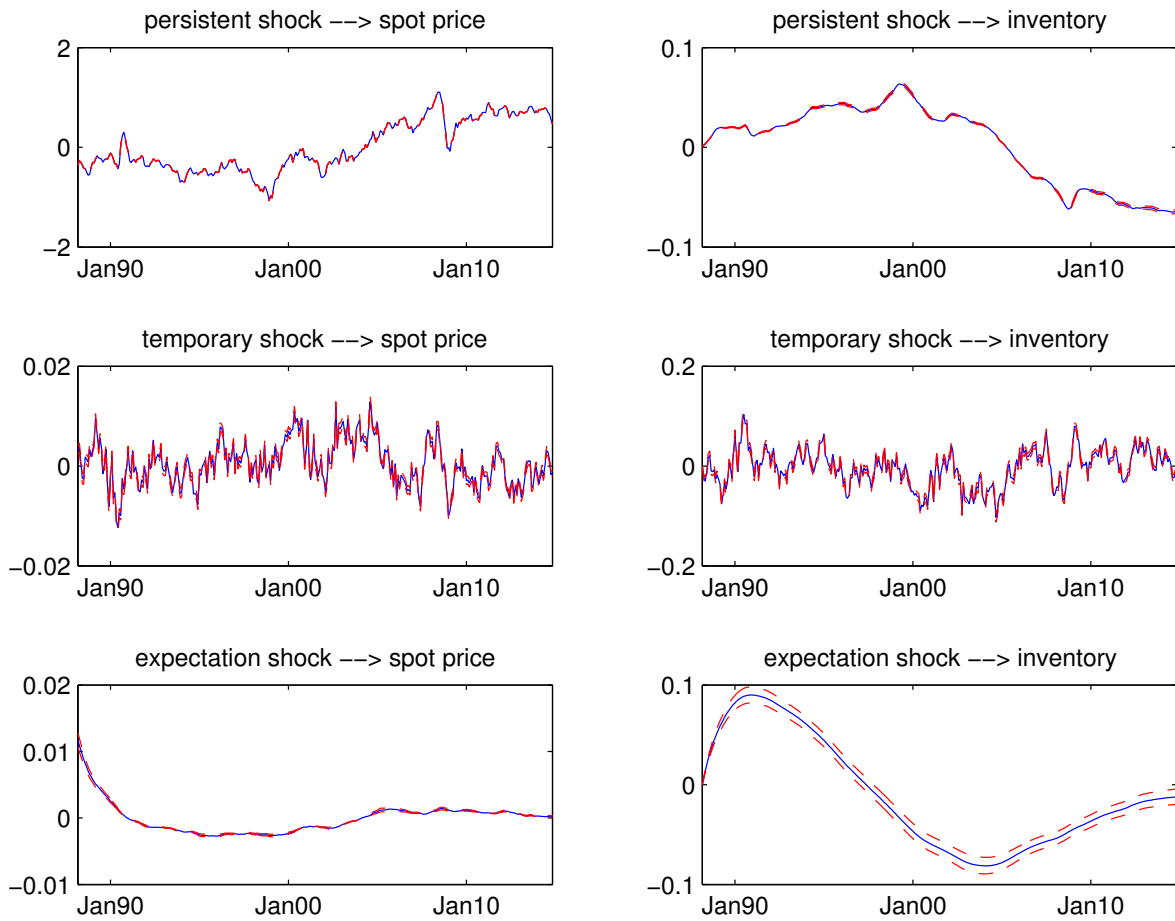 persistent shock −−> spot price
2
0
−2
Jan90 Jan00 Jan10
persistent shock −−> inventory
0.1
0
−0.1
Jan90 Jan00 Jan10
temporary shock −−> spot price
0.02
0
−0.02
Jan90 Jan00 Jan10
temporary shock −−> inventory
0.2
0
−0.2
Jan90 Jan00 Jan10
expectation shock −−> spot price
0.02
0.01
0
−0.01
Jan90 Jan00 Jan10
expectation shock −−> inventory
0.1
0
−0.1
Jan90 Jan00 Jan10